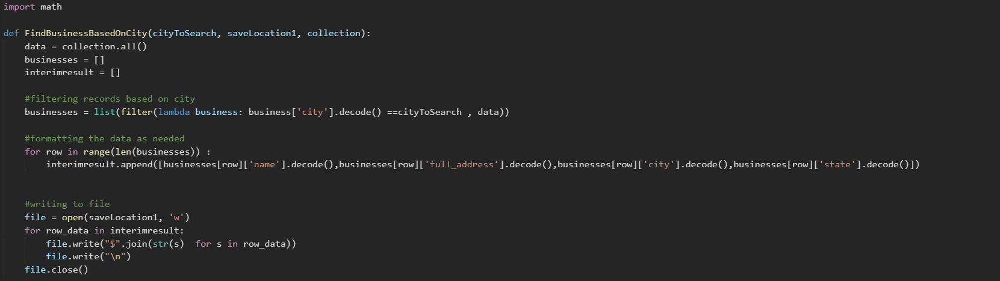 import math
def FindBusinessBasedOnCity(cityToSearch, saveLocation1, collection):
    data = collection.all()
    businesses = []
    interimresult = []
    #filtering records based on city
    businesses = list(filter(lambda business: business['city'].decode() ==cityToSearch , data))
    #formatting the data as needed
    for row in range(len(businesses)) :
        interimresult.append([businesses[row]['name'].decode(),businesses[row]['full_address'].decode(),businesses[row]['city'].decode(),businesses[row]['state'].decode()])
    #writing to file
    file = open(saveLocation1, 'w')
    for row_data in interimresult:
        file.write("$".join(str(s)  for s in row_data))
        file.write("\n")
    file.close()